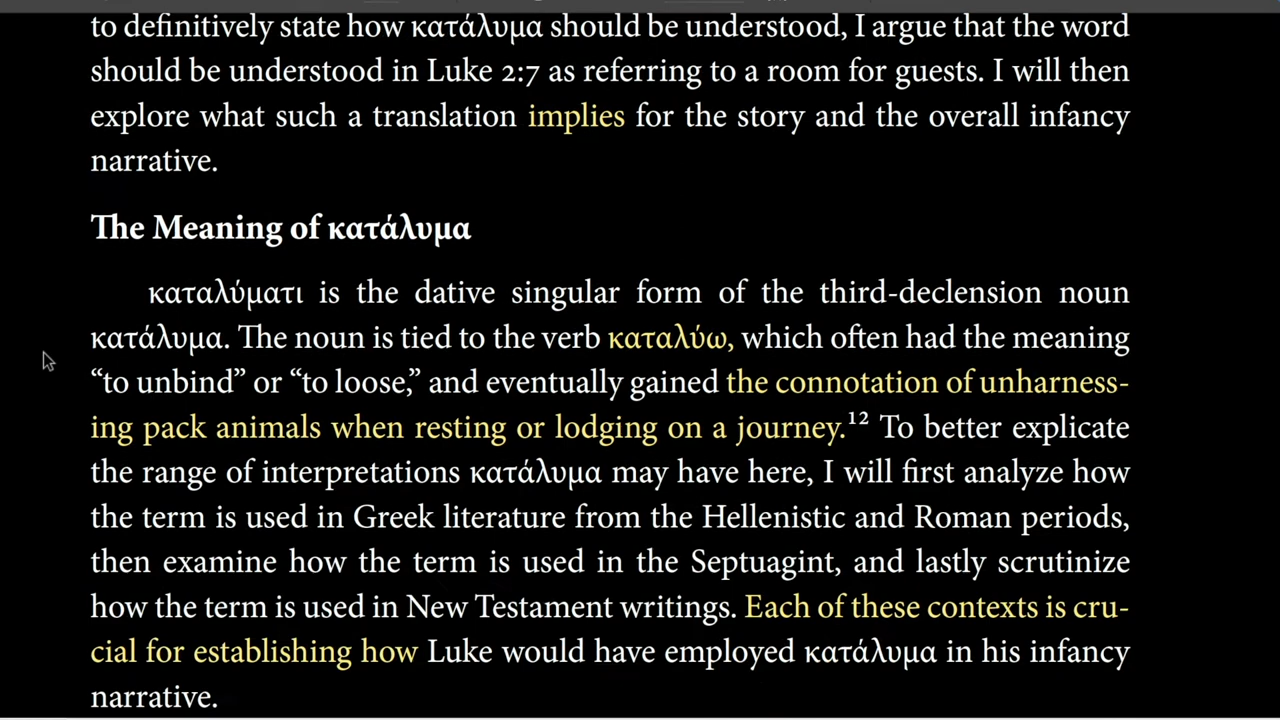 to definitively state how κατάλυμα should be understood, I argue that the word
should be understood in Luke 2:7 as referring to a room for guests. I will then
explore what such a translation implies for the story and the overall infancy
narrative.
The Meaning of κατάλυμα
καταλύματι is the dative singular form of the third-declension noun
κατάλυμα. The noun is tied to the verb καταλύω, which often had the meaning
“to unbind” or “to loose,” and eventually gained the connotation of unharness-
ing pack animals when resting or lodging on a journey.¹² To better explicate
the range of interpretations κατάλυμα may have here, I will first analyze how
the term is used in Greek literature from the Hellenistic and Roman periods,
then examine how the term is used in the Septuagint, and lastly scrutinize
how the term is used in New Testament writings. Each of these contexts is cru-
cial for establishing how Luke would have employed κατάλυμα in his infancy
narrative.